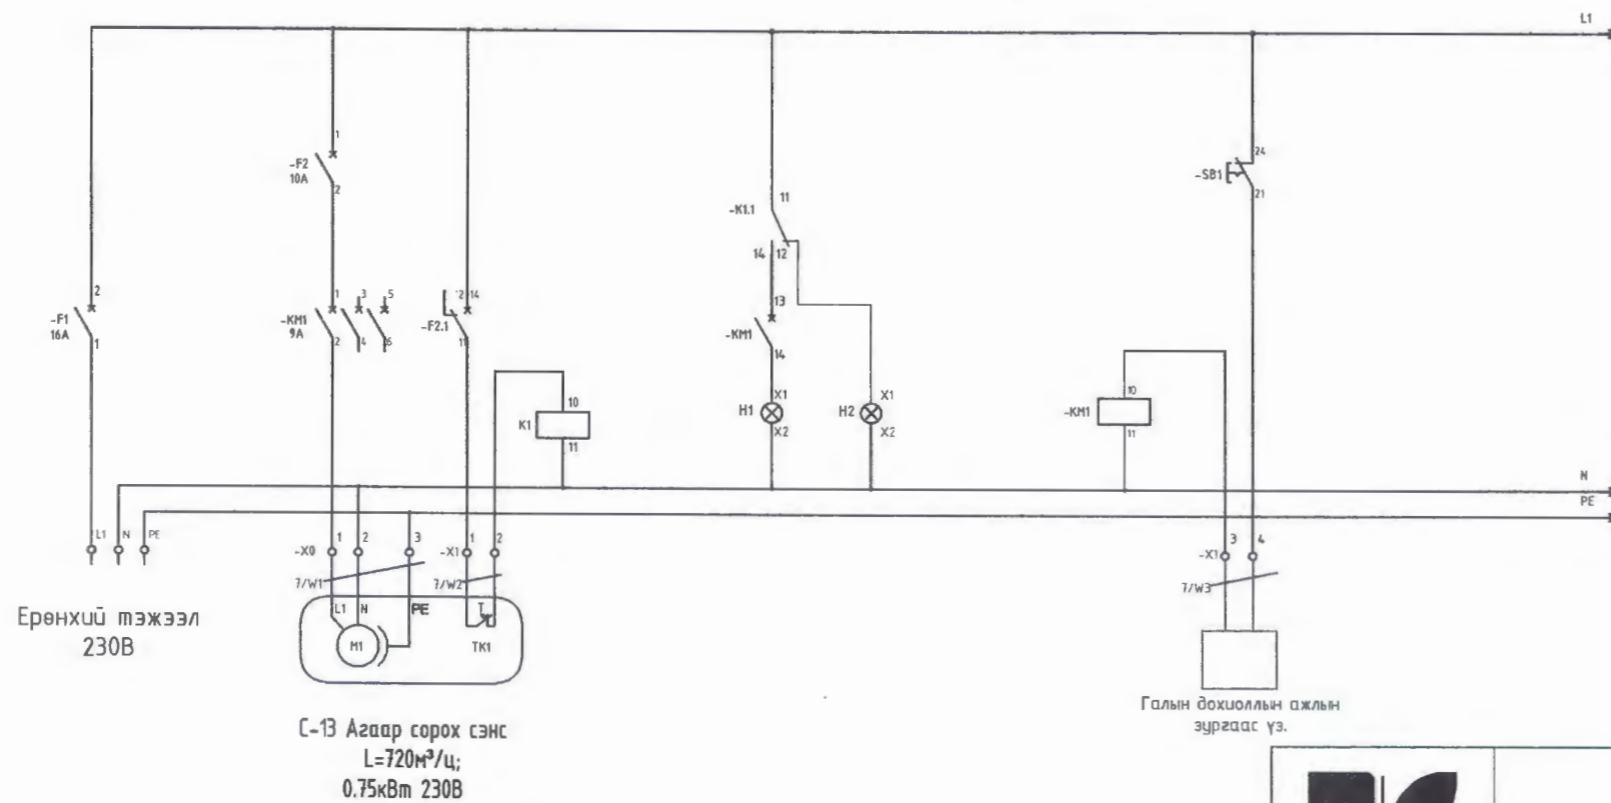 L1
-F2
10A
1
2
-F1
16A
2
1
-KM1
9A
1
3
5
2
4
6
-F2.1
12
14
11
K1
10
11
-K1.1
11
14
12
-KM1
13
14
H1
X1
X2
H2
X1
X2
-SB1
24
21
-KM1
10
11
N
PE
L1
N
PE
-X0
1
2
3
-X1
1
2
-X1
3
4
7/W1
7/W2
7/W3
L1
N
PE
T
M1
TK1
Ерөнхий тэжээл
230В
С-13 Агаар сорох сэнс
L=720м³/ц;
0.75кВт 230В
Галын дохиоллын ажлын
зургаас үз.